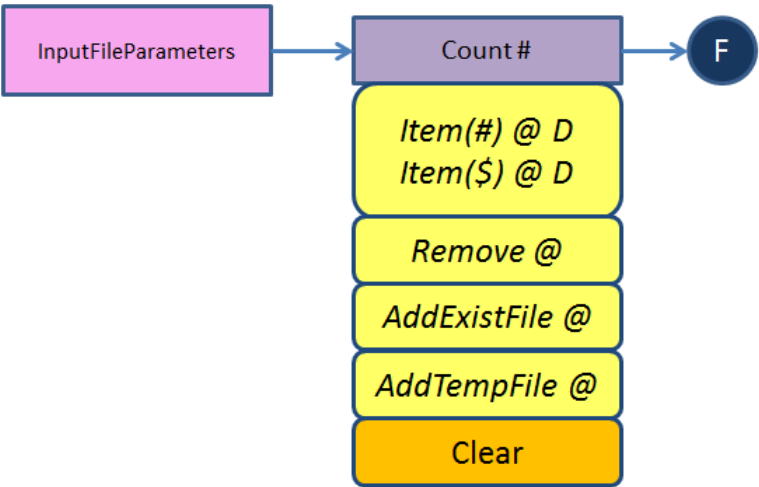 InputFileParameters
Count #
F
Item(#) @ D
Item($) @ D
Remove @
AddExistFile @
AddTempFile @
Clear